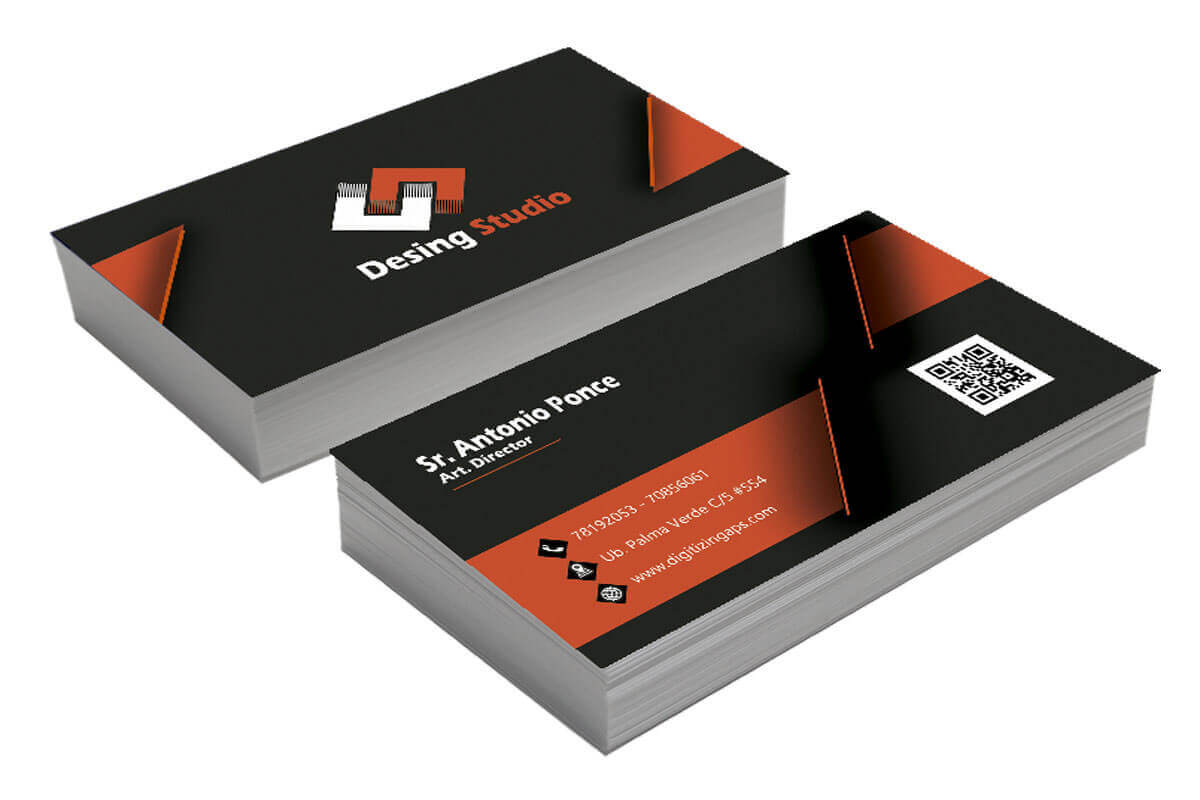 Desing Studio
Sr. Antonio Ponce
Art. Director
78192053 - 70856061
Ub. Palma Verde C/5 #554
www.digitizingaps.com